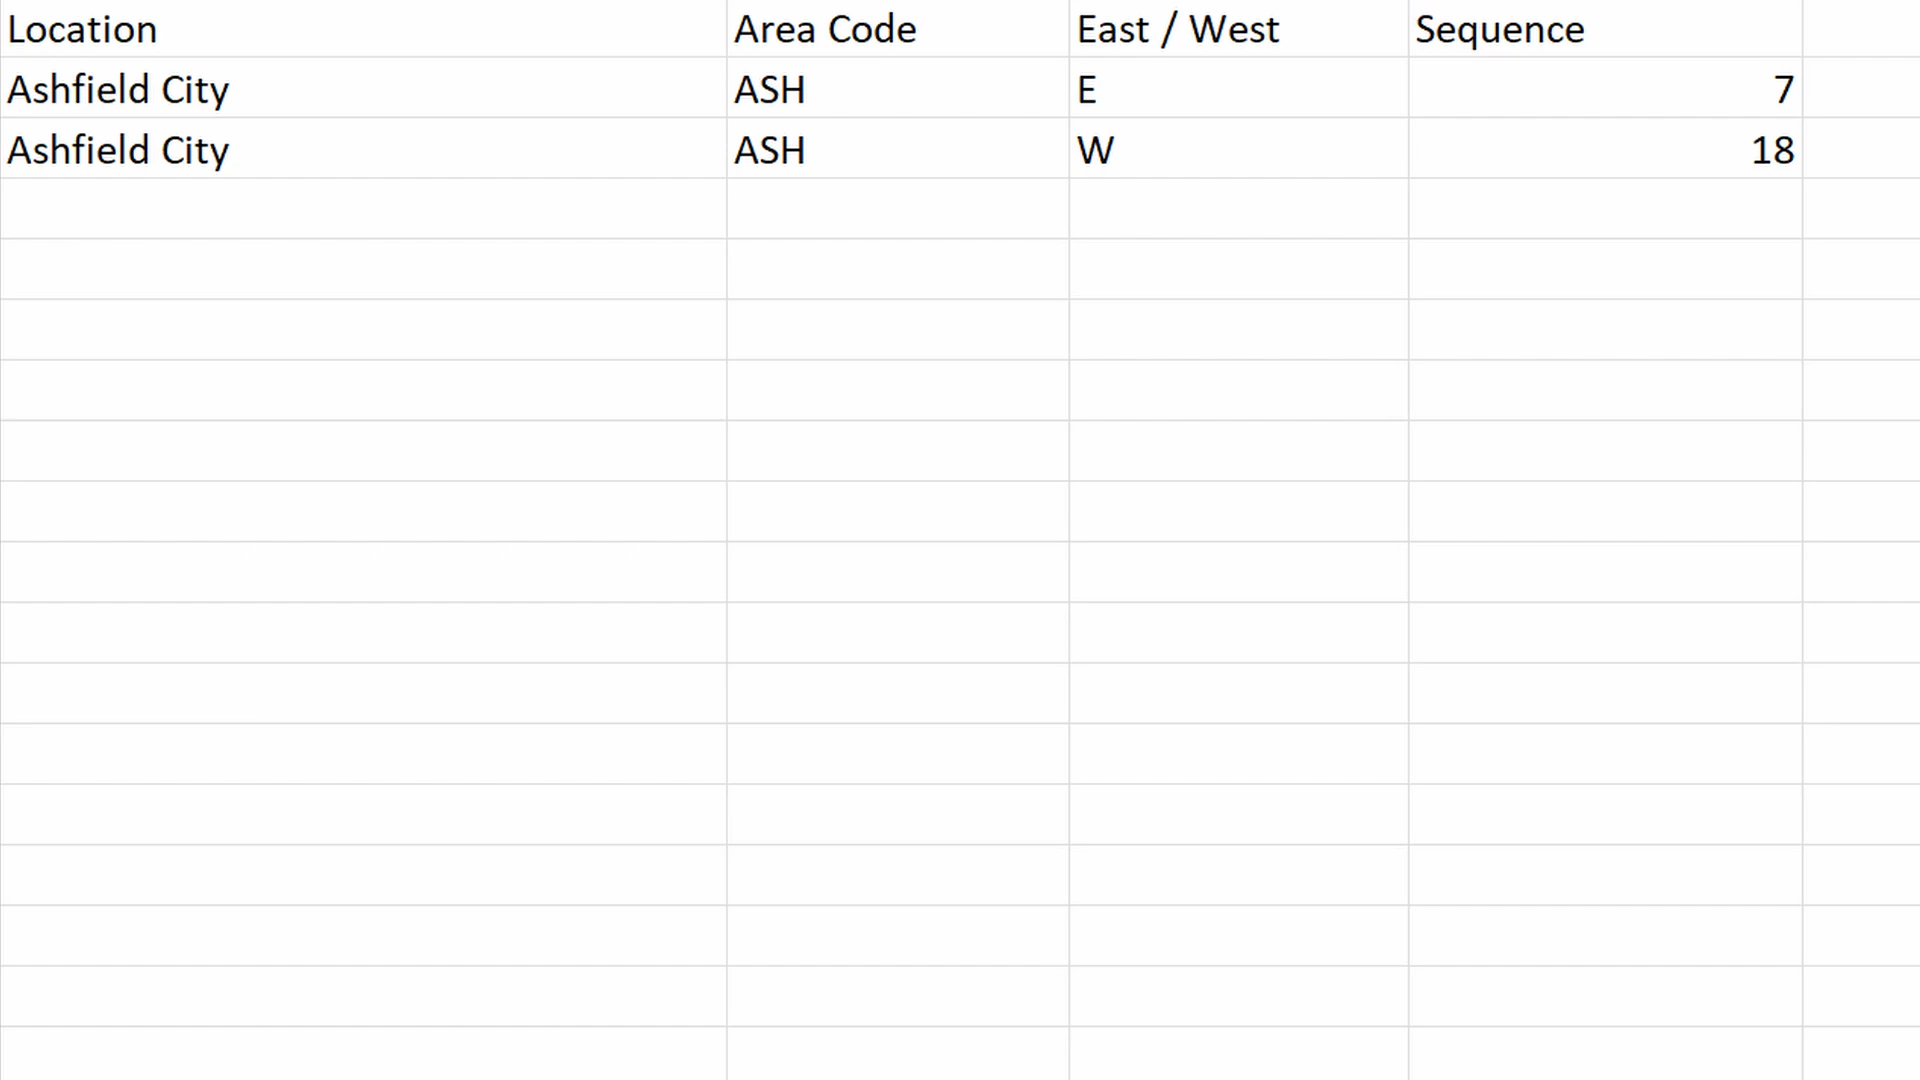 Location Area Code East / West Sequence
Ashfield City ASH E 7
Ashfield City ASH W 18